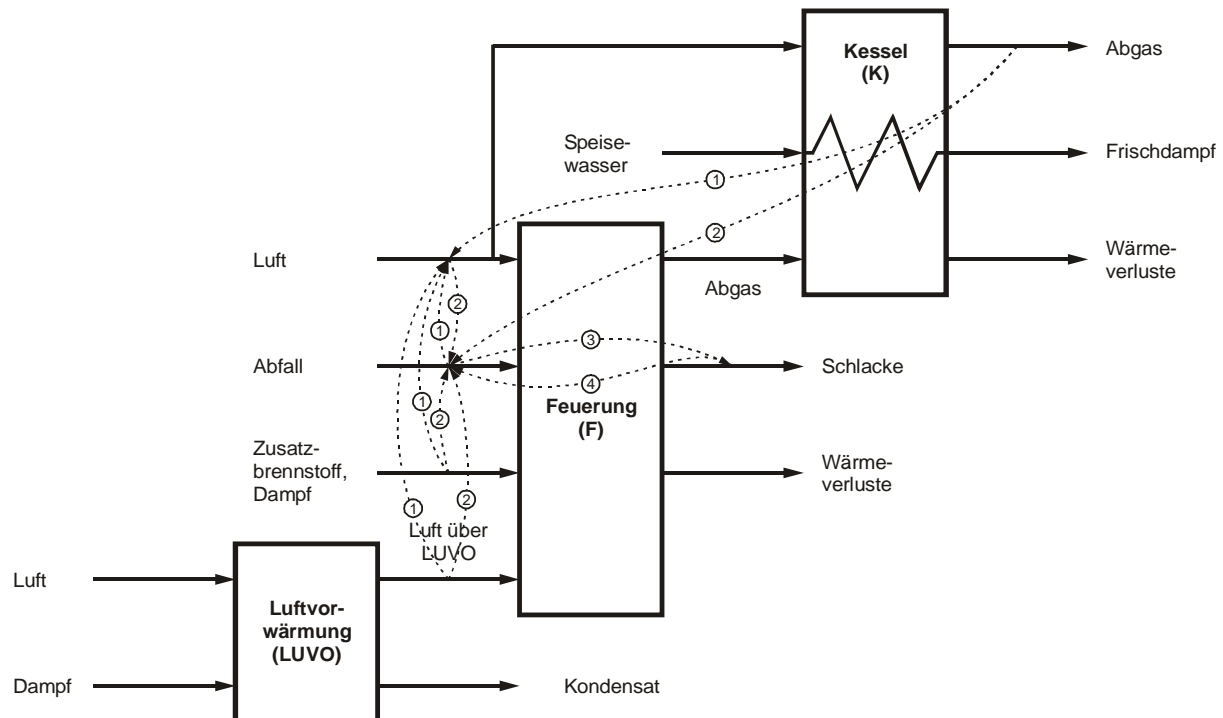 Kessel
(K)
Abgas
Speise-
wasser
Frischdampf
1
2
Luft
Abgas
Wärme-
verluste
2
1
3
Abfall
Schlacke
4
Feuerung
(F)
1
2
Zusatz-
brennstoff,
Dampf
Wärme-
verluste
1
2
Luft über
LUVO
Luft
Luftvor-
wärmung
(LUVO)
Dampf
Kondensat